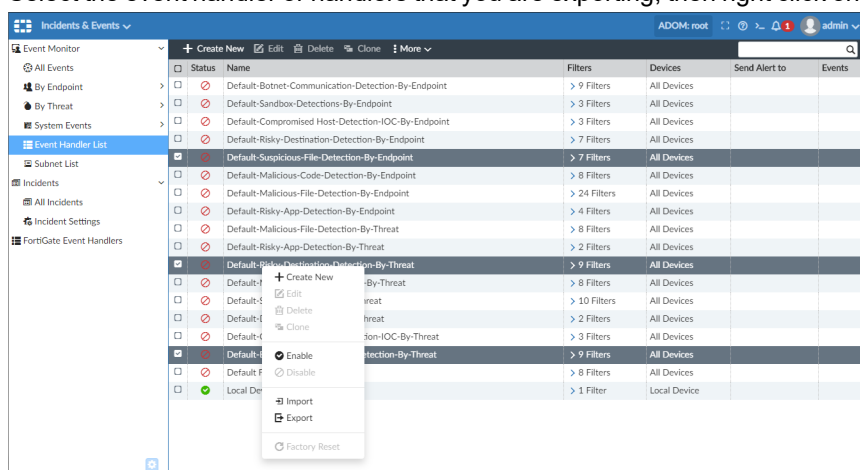 Incidents & Events
ADOM: root
1
admin
Event Monitor
All Events
By Endpoint
By Threat
System Events
Event Handler List
Subnet List
Incidents
All Incidents
Incident Settings
FortiGate Event Handlers
Create New Edit Delete Clone More
Status Name Filters Devices Send Alert to Events
Default-Botnet-Communication-Detection-By-Endpoint > 9 Filters All Devices
Default-Sandbox-Detections-By-Endpoint > 3 Filters All Devices
Default-Compromised Host-Detection-IOC-By-Endpoint > 3 Filters All Devices
Default-Risky-Destination-Detection-By-Endpoint > 7 Filters All Devices
Default-Suspicious-File-Detection-By-Endpoint > 7 Filters All Devices
Default-Malicious-Code-Detection-By-Endpoint > 8 Filters All Devices
Default-Malicious-File-Detection-By-Endpoint > 24 Filters All Devices
Default-Risky-App-Detection-By-Endpoint > 4 Filters All Devices
Default-Malicious-File-Detection-By-Threat > 8 Filters All Devices
Default-Risky-App-Detection-By-Threat > 2 Filters All Devices
Default-Risky-Destination-Detection-By-Threat > 9 Filters All Devices
-By-Threat > 8 Filters All Devices
> 10 Filters All Devices
> 2 Filters All Devices
-IOC-By-Threat > 3 Filters All Devices
-By-Threat > 9 Filters All Devices
Default > 8 Filters All Devices
Local > 1 Filter Local Device
Create New
Edit
Delete
Clone
Enable
Disable
Import
Export
Factory Reset